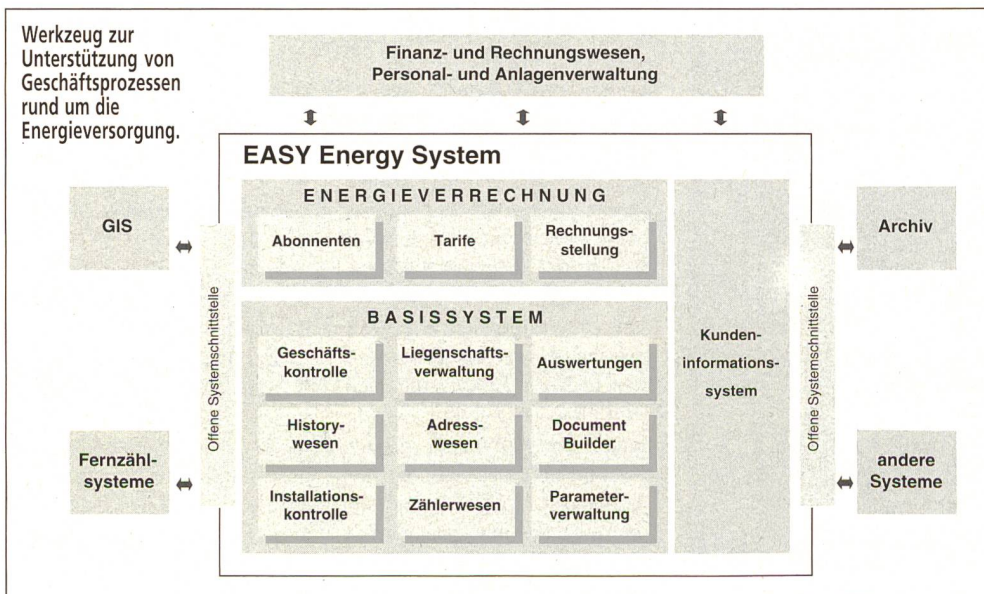 Werkzeug zur
Unterstützung von
Geschäftsprozessen
rund um die
Energieversorgung.
Finanz- und Rechnungswesen,
Personal- und Anlagenverwaltung
EASY Energy System
GIS
Offene Systemschnittstelle
Fernzähl-
systeme
ENERGIEVERRECHNUNG
Abonnenten
Tarife
Rechnungs-
stellung
BASISSYSTEM
Geschäfts-
kontrolle
Liegenschafts-
verwaltung
Auswertungen
History-
wesen
Adress-
wesen
Document
Builder
Installations-
kontrolle
Zählerwesen
Parameter-
verwaltung
Kunden-
informations-
system
Offene Systemschnittstelle
Archiv
andere
Systeme